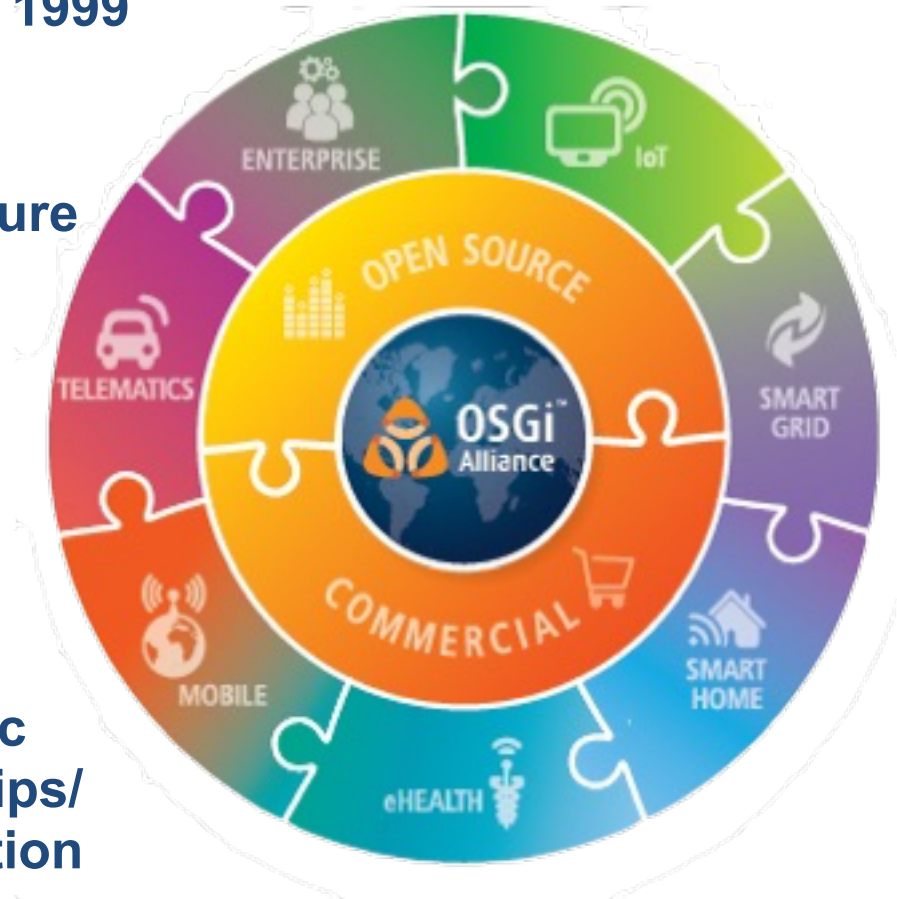 1999
ENTERPRISE
IoT
OPEN SOURCE
TELEMATICS
SMART
GRID
OSGi™
Alliance
COMMERCIAL
MOBILE
SMART
HOME
eHEALTH
ure
c
ips/
tion